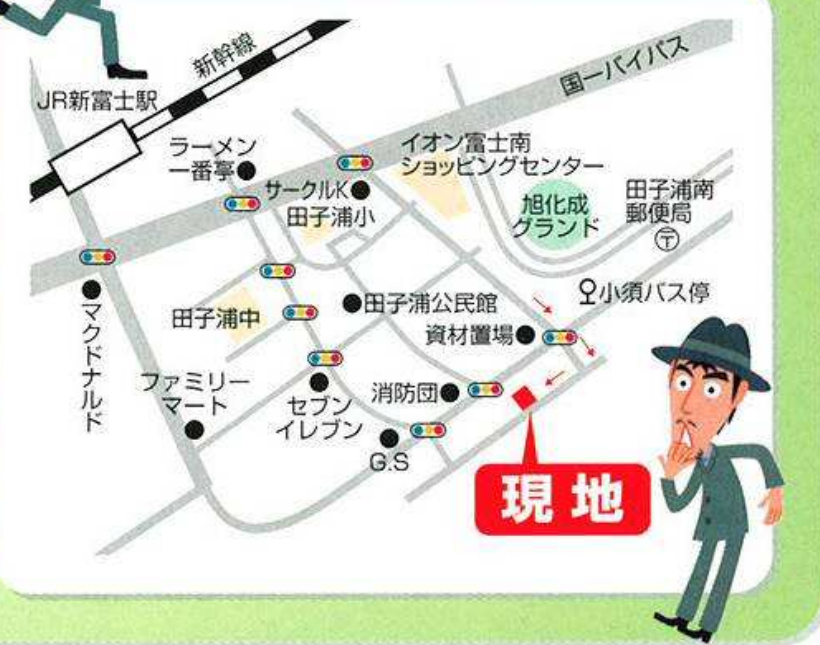 新幹線
JR新富士駅
国一バイパス
ラーメン
一番亭
イオン富士南
ショッピングセンター
サークルK
田子浦小
旭化成
グランド
田子浦南
郵便局
〒
小須バス停
田子浦中
田子浦公民館
資材置場
マクドナルド
ファミリー
マート
セブン
イレブン
消防団
G.S
現地